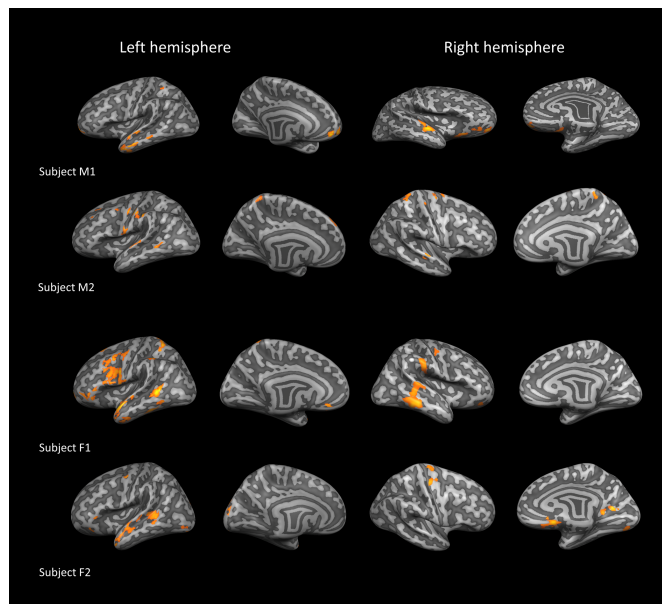 Left hemisphere
Right hemisphere
Subject M1
Subject M2
Subject F1
Subject F2